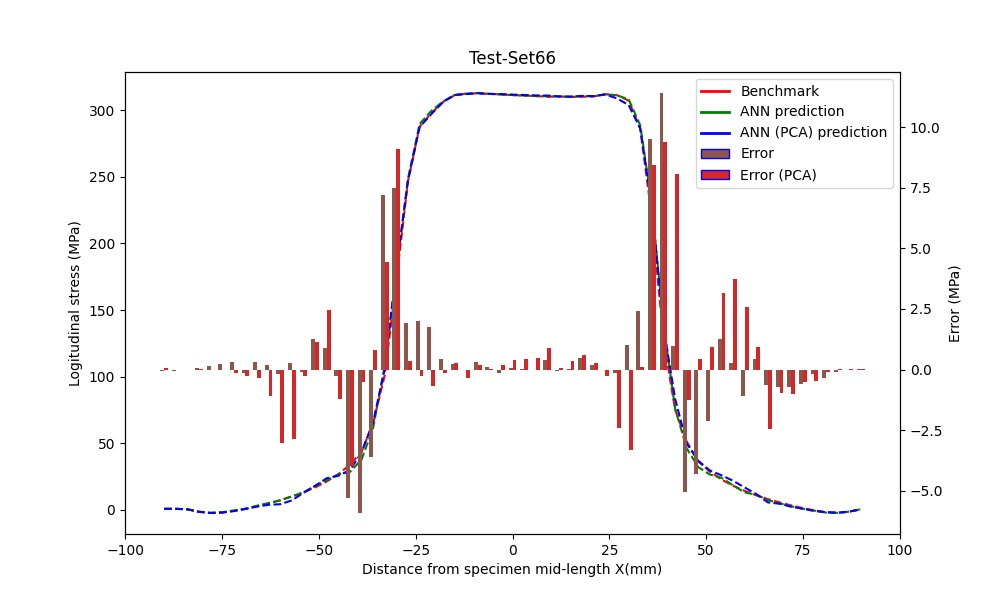 Test-Set66
Logitudinal stress (MPa)
300
250
200
150
100
50
0
−100
−75
−50
−25
0
25
50
75
100
Distance from specimen mid-length X(mm)
10.0
7.5
5.0
2.5
0.0
−2.5
−5.0
Error (MPa)
Benchmark
ANN prediction
ANN (PCA) prediction
Error
Error (PCA)